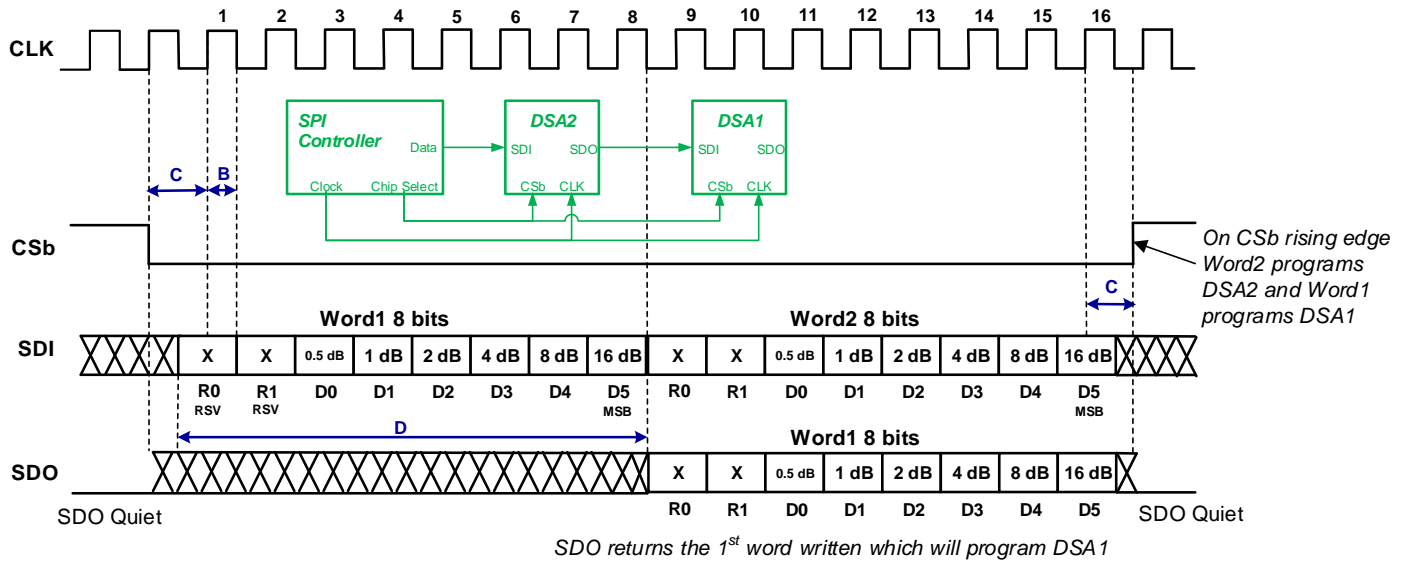 1 2 3 4 5 6 7 8 9 10 11 12 13 14 15 16
CLK
SPI Controller
Data
Clock
Chip Select
DSA2
SDI SDO
CSb CLK
DSA1
SDI SDO
CSb CLK
C B
CSb
On CSb rising edge
Word2 programs
DSA2 and Word1
programs DSA1
C
Word1 8 bits Word2 8 bits
SDI X X 0.5 dB 1 dB 2 dB 4 dB 8 dB 16 dB X X 0.5 dB 1 dB 2 dB 4 dB 8 dB 16 dB
R0 R1 D0 D1 D2 D3 D4 D5 R0 R1 D0 D1 D2 D3 D4 D5
RSV RSV MSB MSB
D
Word1 8 bits
SDO X X 0.5 dB 1 dB 2 dB 4 dB 8 dB 16 dB
SDO Quiet R0 R1 D0 D1 D2 D3 D4 D5 SDO Quiet
SDO returns the 1st word written which will program DSA1